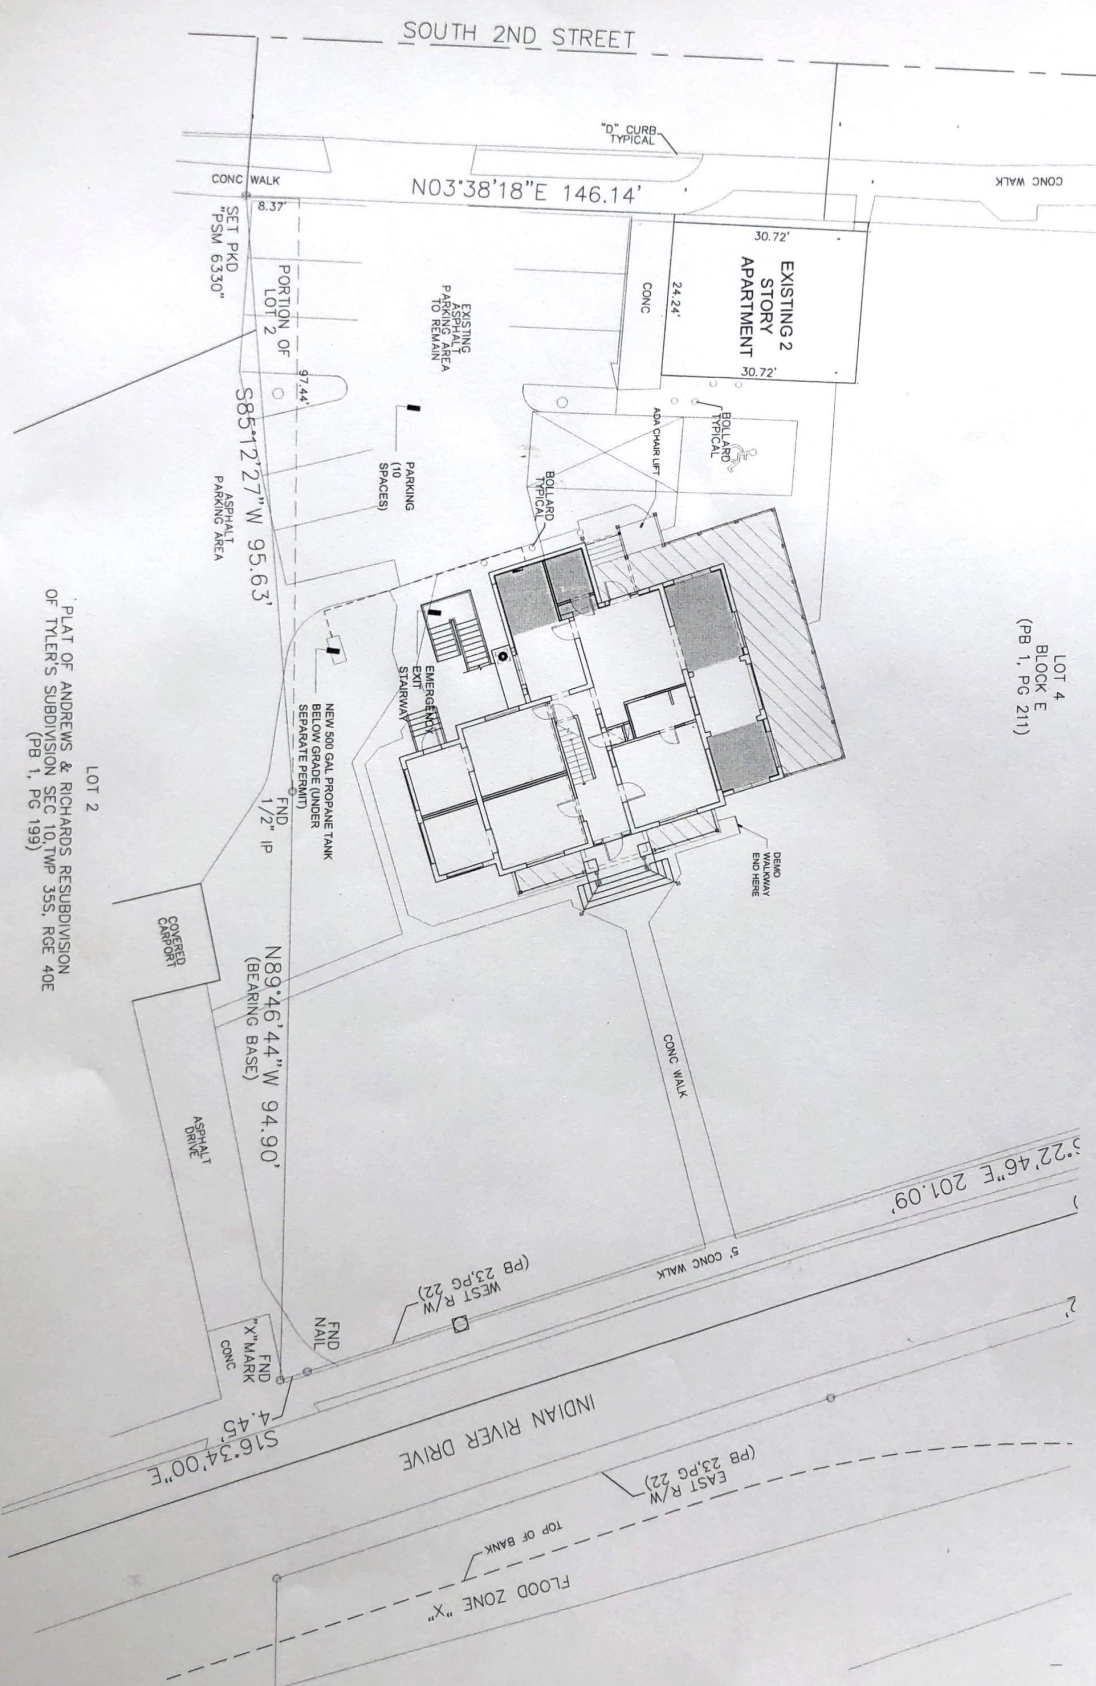 SOUTH 2ND STREET
"D" CURB
TYPICAL
CONC WALK
N03°38'18"E 146.14'
CONC WALK
8.37'
SET PKD
"PSM 6330"
30.72'
EXISTING 2
STORY
APARTMENT
24.24'
CONC
30.72'
PORTION OF
LOT 2
EXISTING
ASPHALT
PARKING AREA
TO REMAIN
97.44'
S85°12'27"W 95.63'
PARKING
(10
SPACES)
ADA CHAIR LIFT
BOLLARD
TYPICAL
BOLLARD
TYPICAL
ASPHALT
PARKING AREA
LOT 4
BLOCK E
(PB 1, PG 211)
EMERGENCY
EXIT
STAIRWAY
NEW 500 GAL PROPANE TANK
BELOW GRADE (UNDER
SEPARATE PERMIT)
FND
1/2" IP
DEMO
WALKWAY
END HERE
LOT 2
PLAT OF ANDREWS & RICHARDS RESUBDIVISION
OF TYLER'S SUBDIVISION SEC 10,TWP 35S, RGE 40E
(PB 1, PG 199)
COVERED
CARPORT
N89°46'44"W 94.90'
(BEARING BASE)
CONC WALK
ASPHALT
DRIVE
°22'46"E 201.09'
5' CONC WALK
WEST R/W
(PB 23,PG 22)
FND
NAIL
FND
"X"MARK
CONC
4.45'
S16°34'00"E
INDIAN RIVER DRIVE
EAST R/W
(PB 23,PG 22)
TOP OF BANK
FLOOD ZONE "X"